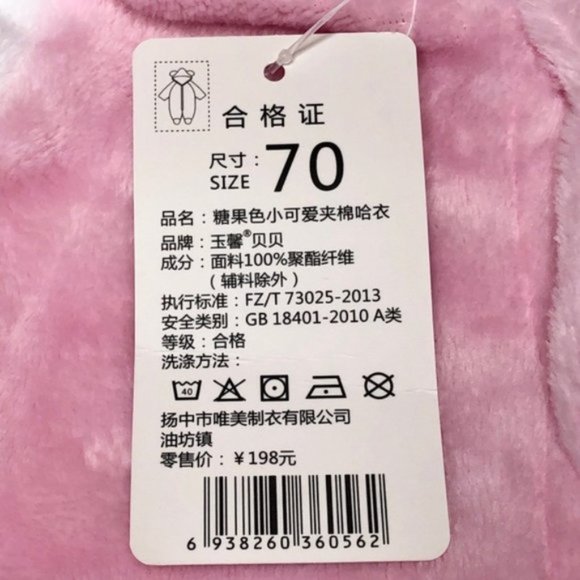 合格证
尺寸：
SIZE 70
品名：糖果色小可爱夹棉哈衣
品牌：玉馨®贝贝
成分：面料100%聚酯纤维
（辅料除外）
执行标准：FZ/T 73025-2013
安全类别：GB 18401-2010 A类
等级：合格
洗涤方法：
40
扬中市唯美制衣有限公司
油坊镇
零售价：￥198元
6 938260 360562